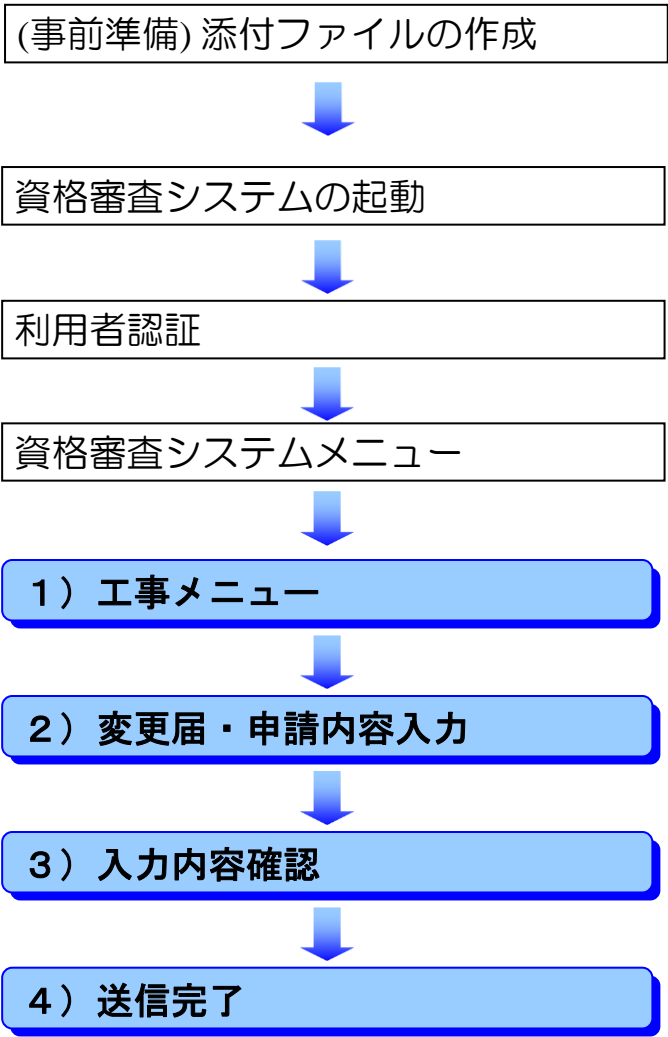 (事前準備) 添付ファイルの作成
資格審査システムの起動
利用者認証
資格審査システムメニュー
１）工事メニュー
２）変更届・申請内容入力
３）入力内容確認
４）送信完了